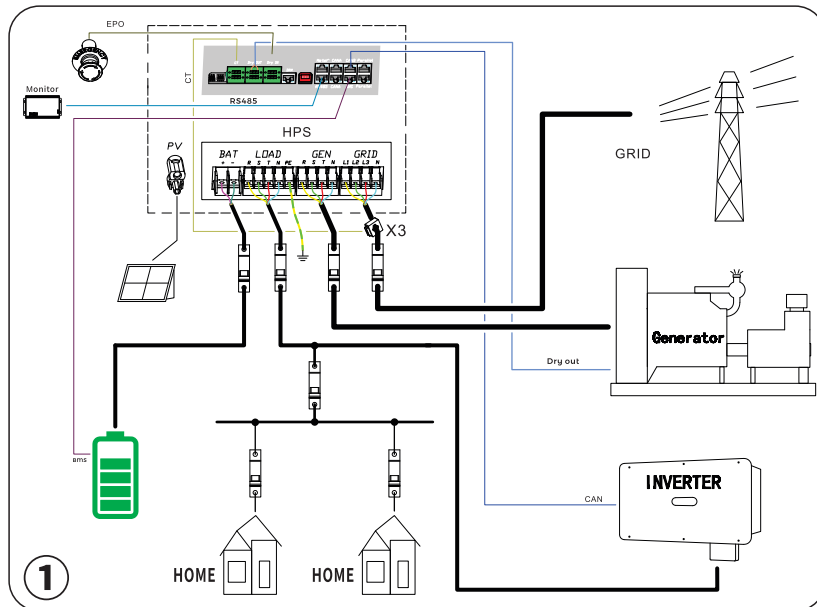 EPO
Monitor
CT
RS485
HPS
PV
BAT LOAD GEN GRID
+ - R S T N PE R S T N L1 L2 L3 N
X3
GRID
Generator
Dry out
bms
CAN
INVERTER
HOME HOME
1